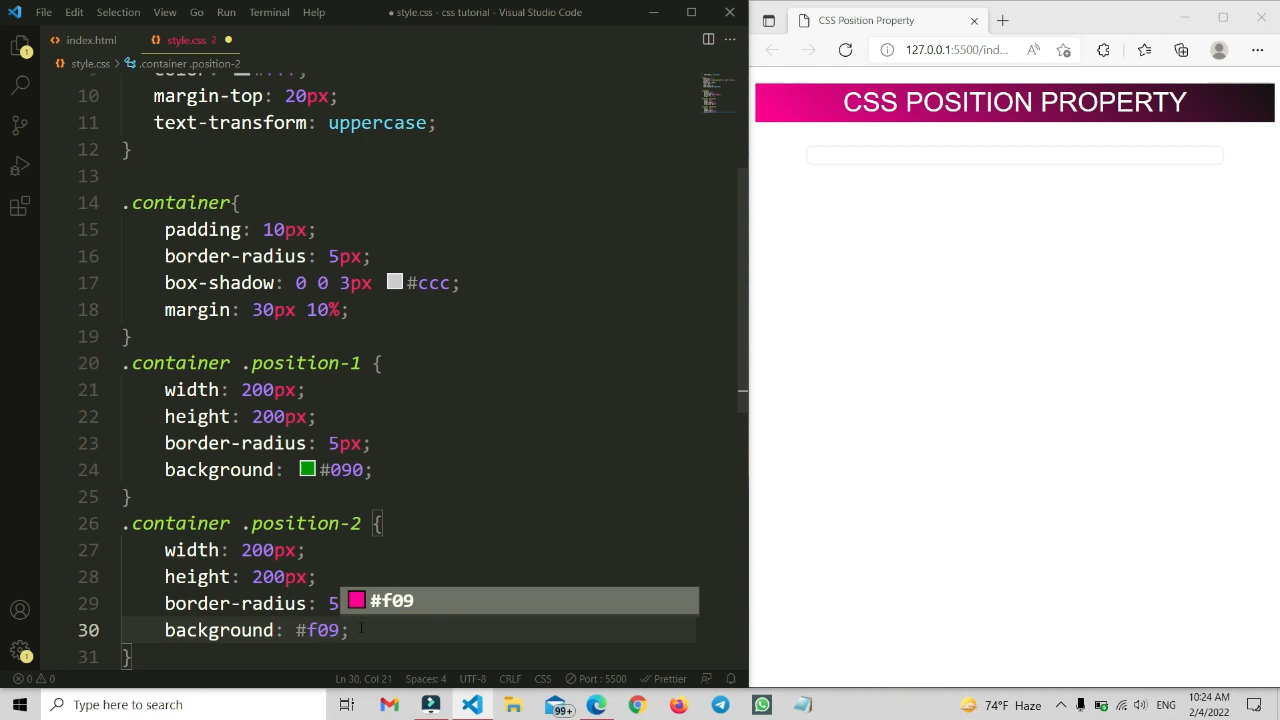 File Edit Selection View Go Run Terminal Help
● style.css - css tutorial - Visual Studio Code
CSS Position Property
index.html
style.css 2
127.0.0.1:5500/ind...
style.css > .container .position-2
10 margin-top: 20px;
11 text-transform: uppercase;
12 }
13
14 .container{
15 padding: 10px;
16 border-radius: 5px;
17 box-shadow: 0 0 3px #ccc;
18 margin: 30px 10%;
19 }
20 .container .position-1 {
21 width: 200px;
22 height: 200px;
23 border-radius: 5px;
24 background: #090;
25 }
26 .container .position-2 {
27 width: 200px;
28 height: 200px;
29 border-radius: 5
#f09
30 background: #f09;
31 }
CSS POSITION PROPERTY
0 0 Ln 30, Col 21 Spaces: 4 UTF-8 CRLF CSS Port : 5500 Prettier
Type here to search
99+
74°F Haze
10:24 AM
2/4/2022